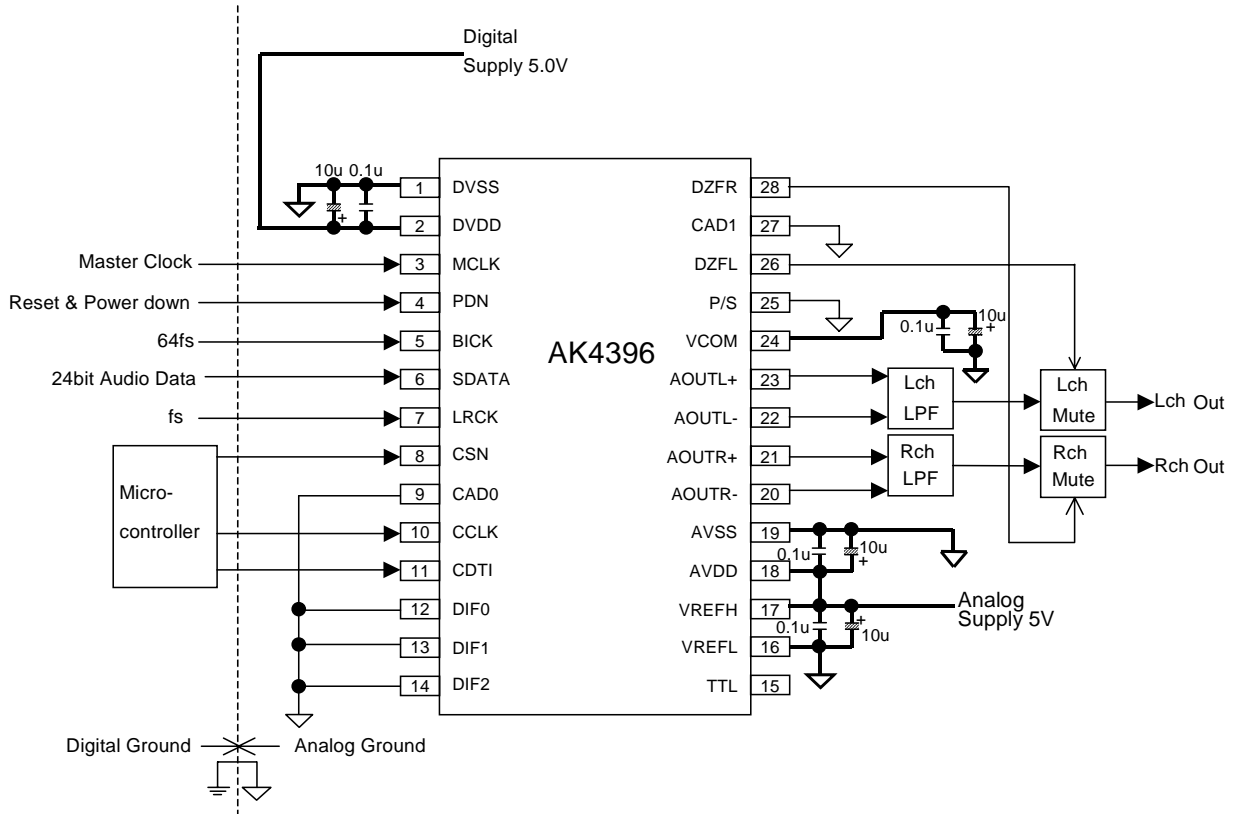 Digital
Supply 5.0V
10u 0.1u
+
1 DVSS
2 DVDD
Master Clock 3 MCLK
Reset & Power down 4 PDN
64fs 5 BICK
24bit Audio Data 6 SDATA
fs 7 LRCK
8 CSN
Micro-
controller
9 CAD0
10 CCLK
11 CDTI
12 DIF0
13 DIF1
14 DIF2
AK4396
DZFR 28
CAD1 27
DZFL 26
P/S 25
VCOM 24
0.1u 10u
+
AOUTL+ 23
AOUTL- 22
AOUTR+ 21
AOUTR- 20
Lch
LPF
Rch
LPF
Lch
Mute
Rch
Mute
Lch Out
Rch Out
AVSS 19
0.1u 10u
+
AVDD 18
VREFH 17
Analog
Supply 5V
0.1u + 10u
VREFL 16
TTL 15
Digital Ground Analog Ground